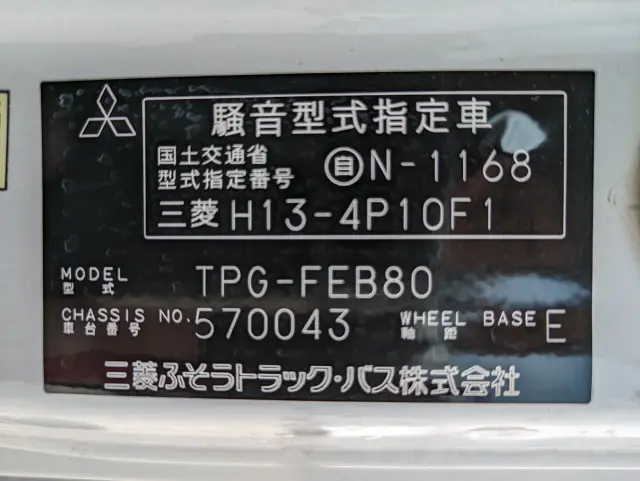 騒音型式指定車
国土交通省
型式指定番号 自N-1168
三菱 H13-4P10F1
MODEL
型式 TPG-FEB80
CHASSIS NO. 570043 WHEEL BASE E
車台番号 軸距
三菱ふそうトラック・バス株式会社